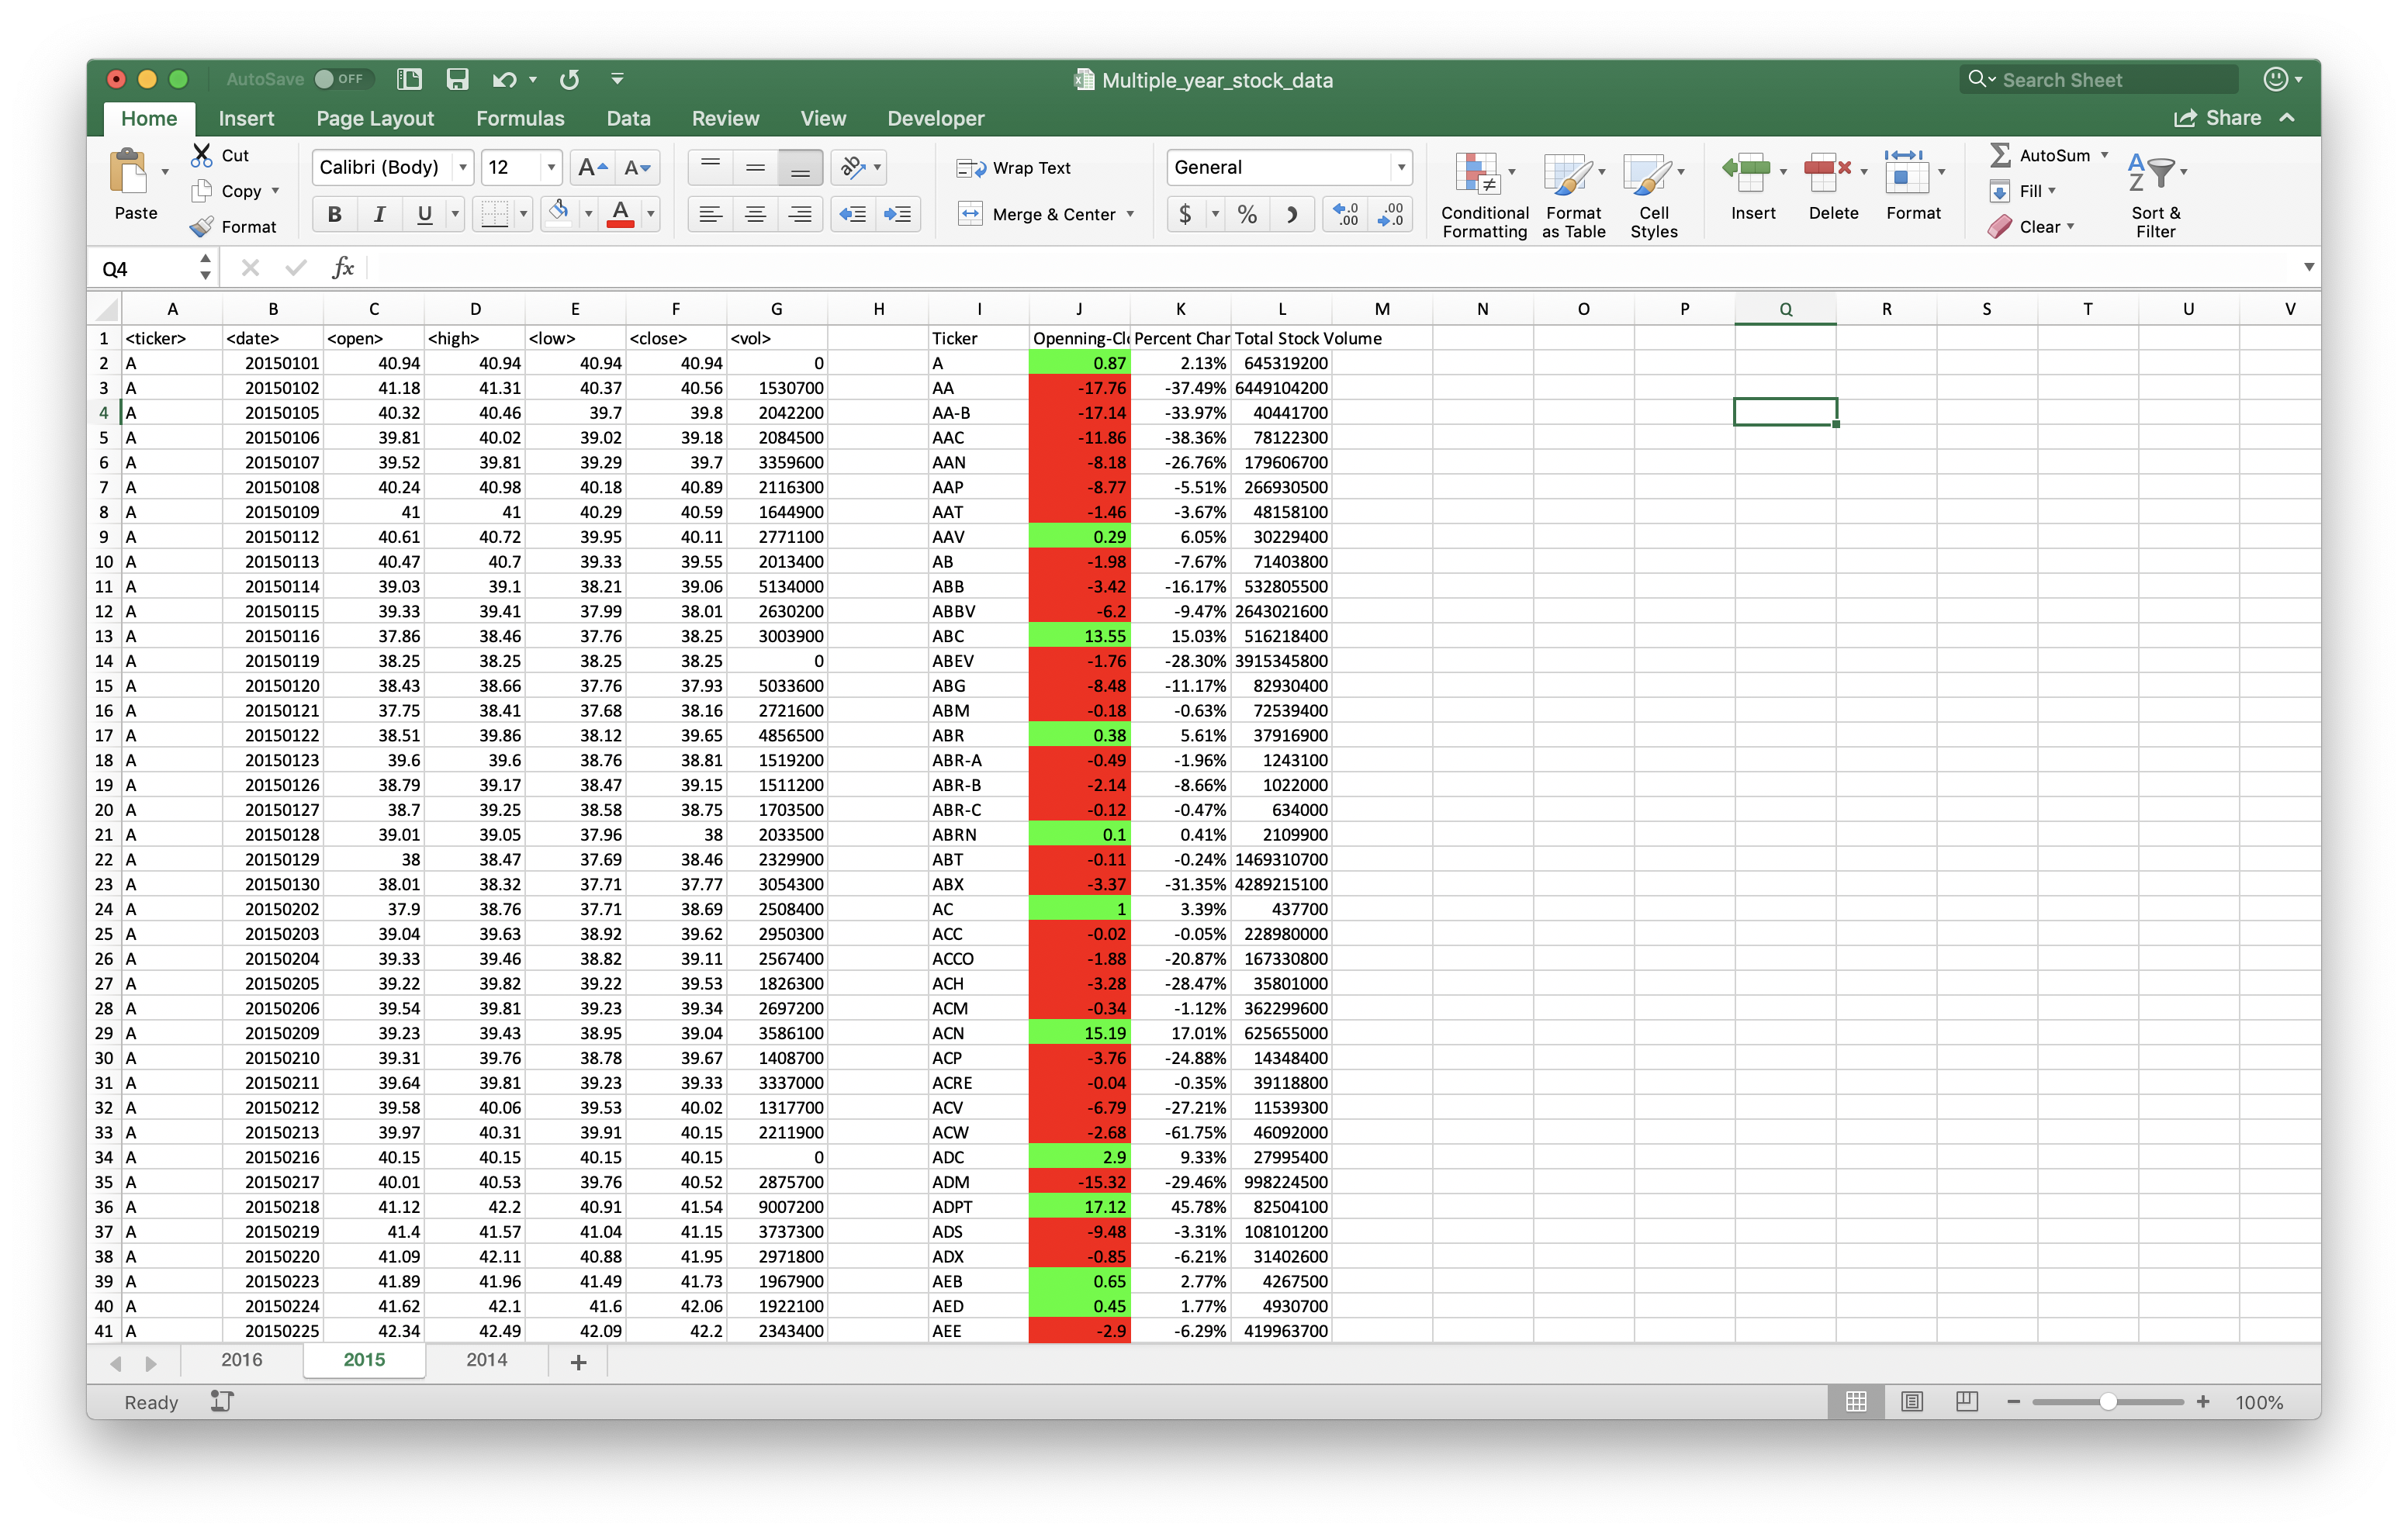 AutoSave OFF Multiple_year_stock_data Search Sheet
Home Insert Page Layout Formulas Data Review View Developer Share
Paste Cut Copy Format Calibri (Body) 12 A A Wrap Text General AutoSum
B I U A Merge & Center $ % Conditional Formatting Format as Table Cell Styles Insert Delete Format Fill Clear Sort & Filter
Q4 fx
A B C D E F G H I J K L M N O P Q R S T U V
1 <ticker> <date> <open> <high> <low> <close> <vol> Ticker Openning-Clo Percent Char Total Stock Volume
2 A 20150101 40.94 40.94 40.94 40.94 0 A 0.87 2.13% 645319200
3 A 20150102 41.18 41.31 40.37 40.56 1530700 AA -17.76 -37.49% 6449104200
4 A 20150105 40.32 40.46 39.7 39.8 2042200 AA-B -17.14 -33.97% 40441700
5 A 20150106 39.81 40.02 39.02 39.18 2084500 AAC -11.86 -38.36% 78122300
6 A 20150107 39.52 39.81 39.29 39.7 3359600 AAN -8.18 -26.76% 179606700
7 A 20150108 40.24 40.98 40.18 40.89 2116300 AAP -8.77 -5.51% 266930500
8 A 20150109 41 41 40.29 40.59 1644900 AAT -1.46 -3.67% 48158100
9 A 20150112 40.61 40.72 39.95 40.11 2771100 AAV 0.29 6.05% 30229400
10 A 20150113 40.47 40.7 39.33 39.55 2013400 AB -1.98 -7.67% 71403800
11 A 20150114 39.03 39.1 38.21 39.06 5134000 ABB -3.42 -16.17% 532805500
12 A 20150115 39.33 39.41 37.99 38.01 2630200 ABBV -6.2 -9.47% 2643021600
13 A 20150116 37.86 38.46 37.76 38.25 3003900 ABC 13.55 15.03% 516218400
14 A 20150119 38.25 38.25 38.25 38.25 0 ABEV -1.76 -28.30% 3915345800
15 A 20150120 38.43 38.66 37.76 37.93 5033600 ABG -8.48 -11.17% 82930400
16 A 20150121 37.75 38.41 37.68 38.16 2721600 ABM -0.18 -0.63% 72539400
17 A 20150122 38.51 39.86 38.12 39.65 4856500 ABR 0.38 5.61% 37916900
18 A 20150123 39.6 39.6 38.76 38.81 1519200 ABR-A -0.49 -1.96% 1243100
19 A 20150126 38.79 39.17 38.47 39.15 1511200 ABR-B -2.14 -8.66% 1022000
20 A 20150127 38.7 39.25 38.58 38.75 1703500 ABR-C -0.12 -0.47% 634000
21 A 20150128 39.01 39.05 37.96 38 2033500 ABRN 0.1 0.41% 2109900
22 A 20150129 38 38.47 37.69 38.46 2329900 ABT -0.11 -0.24% 1469310700
23 A 20150130 38.01 38.32 37.71 37.77 3054300 ABX -3.37 -31.35% 4289215100
24 A 20150202 37.9 38.76 37.71 38.69 2508400 AC 1 3.39% 437700
25 A 20150203 39.04 39.63 38.92 39.62 2950300 ACC -0.02 -0.05% 228980000
26 A 20150204 39.33 39.46 38.82 39.11 2567400 ACCO -1.88 -20.87% 167330800
27 A 20150205 39.22 39.82 39.22 39.53 1826300 ACH -3.28 -28.47% 35801000
28 A 20150206 39.54 39.81 39.23 39.34 2697200 ACM -0.34 -1.12% 362299600
29 A 20150209 39.23 39.43 38.95 39.04 3586100 ACN 15.19 17.01% 625655000
30 A 20150210 39.31 39.76 38.78 39.67 1408700 ACP -3.76 -24.88% 14348400
31 A 20150211 39.64 39.81 39.23 39.33 3337000 ACRE -0.04 -0.35% 39118800
32 A 20150212 39.58 40.06 39.53 40.02 1317700 ACV -6.79 -27.21% 11539300
33 A 20150213 39.97 40.31 39.91 40.15 2211900 ACW -2.68 -61.75% 46092000
34 A 20150216 40.15 40.15 40.15 40.15 0 ADC 2.9 9.33% 27995400
35 A 20150217 40.01 40.53 39.76 40.52 2875700 ADM -15.32 -29.46% 998224500
36 A 20150218 41.12 42.2 40.91 41.54 9007200 ADPT 17.12 45.78% 82504100
37 A 20150219 41.4 41.57 41.04 41.15 3737300 ADS -9.48 -3.31% 108101200
38 A 20150220 41.09 42.11 40.88 41.95 2971800 ADX -0.85 -6.21% 31402600
39 A 20150223 41.89 41.96 41.49 41.73 1967900 AEB 0.65 2.77% 4267500
40 A 20150224 41.62 42.1 41.6 42.06 1922100 AED 0.45 1.77% 4930700
41 A 20150225 42.34 42.49 42.09 42.2 2343400 AEE -2.9 -6.29% 419963700
2016 2015 2014 +
Ready 100%